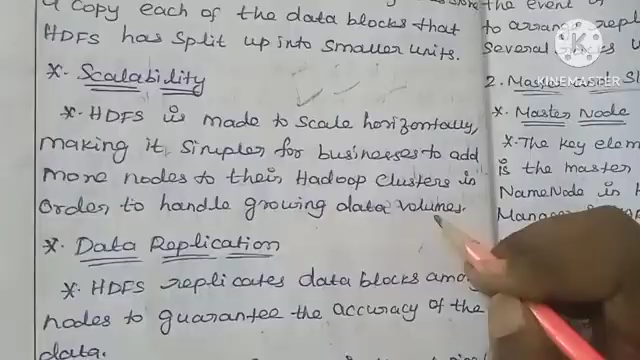 Copy each of the data blocks that
HDFS has split up into smaller units.
*. Scalability
*. HDFS is made to scale horizontally,
making it simpler for businesses to add
more nodes to their Hadoop clusters in
order to handle growing data volumes.
*. Data Replication
*. HDFS replicates data blocks among
nodes to guarantee the accuracy of the
data.
the event o
to arran repl
Several
2. Master Sl
*. Master Node
*. The key elem
is the master
NameNode in H
Manage
KINEMASTER